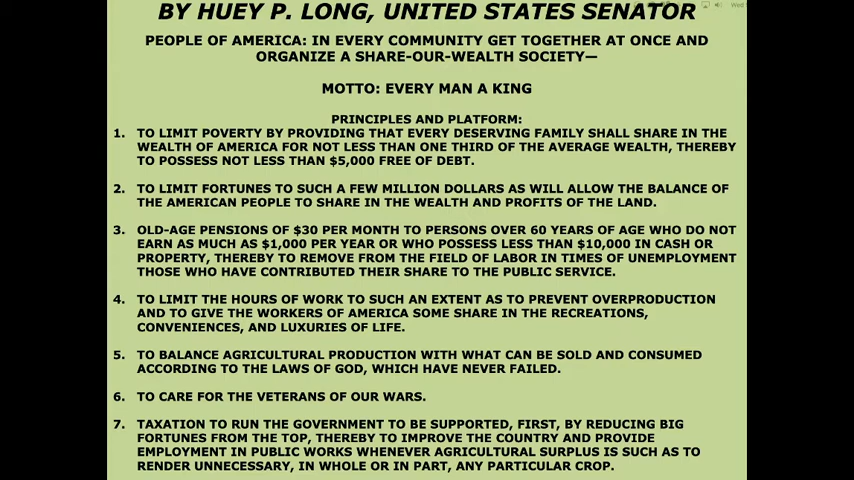 BY HUEY P. LONG, UNITED STATES SENATOR
PEOPLE OF AMERICA: IN EVERY COMMUNITY GET TOGETHER AT ONCE AND
ORGANIZE A SHARE-OUR-WEALTH SOCIETY—
MOTTO: EVERY MAN A KING
PRINCIPLES AND PLATFORM:
1. TO LIMIT POVERTY BY PROVIDING THAT EVERY DESERVING FAMILY SHALL SHARE IN THE
WEALTH OF AMERICA FOR NOT LESS THAN ONE THIRD OF THE AVERAGE WEALTH, THEREBY
TO POSSESS NOT LESS THAN $5,000 FREE OF DEBT.
2. TO LIMIT FORTUNES TO SUCH A FEW MILLION DOLLARS AS WILL ALLOW THE BALANCE OF
THE AMERICAN PEOPLE TO SHARE IN THE WEALTH AND PROFITS OF THE LAND.
3. OLD-AGE PENSIONS OF $30 PER MONTH TO PERSONS OVER 60 YEARS OF AGE WHO DO NOT
EARN AS MUCH AS $1,000 PER YEAR OR WHO POSSESS LESS THAN $10,000 IN CASH OR
PROPERTY, THEREBY TO REMOVE FROM THE FIELD OF LABOR IN TIMES OF UNEMPLOYMENT
THOSE WHO HAVE CONTRIBUTED THEIR SHARE TO THE PUBLIC SERVICE.
4. TO LIMIT THE HOURS OF WORK TO SUCH AN EXTENT AS TO PREVENT OVERPRODUCTION
AND TO GIVE THE WORKERS OF AMERICA SOME SHARE IN THE RECREATIONS,
CONVENIENCES, AND LUXURIES OF LIFE.
5. TO BALANCE AGRICULTURAL PRODUCTION WITH WHAT CAN BE SOLD AND CONSUMED
ACCORDING TO THE LAWS OF GOD, WHICH HAVE NEVER FAILED.
6. TO CARE FOR THE VETERANS OF OUR WARS.
7. TAXATION TO RUN THE GOVERNMENT TO BE SUPPORTED, FIRST, BY REDUCING BIG
FORTUNES FROM THE TOP, THEREBY TO IMPROVE THE COUNTRY AND PROVIDE
EMPLOYMENT IN PUBLIC WORKS WHENEVER AGRICULTURAL SURPLUS IS SUCH AS TO
RENDER UNNECESSARY, IN WHOLE OR IN PART, ANY PARTICULAR CROP.